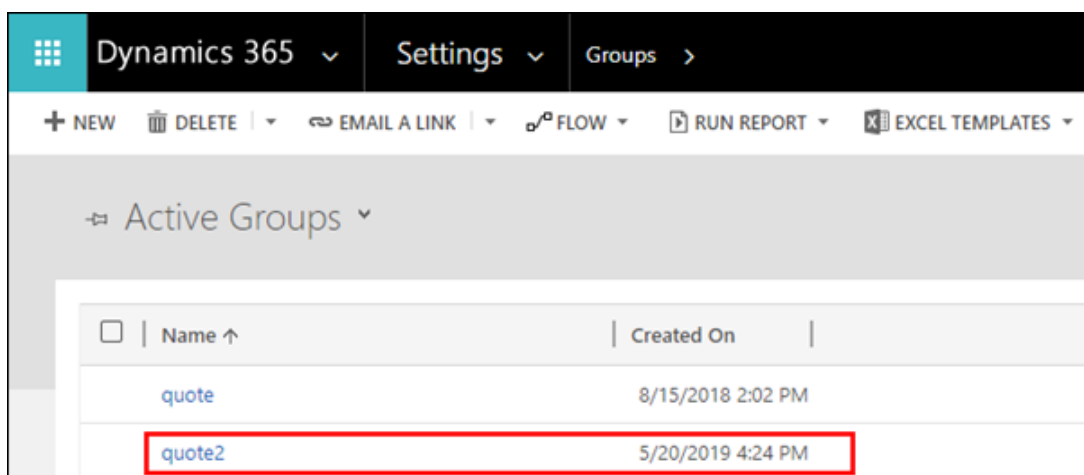 Dynamics 365 Settings Groups
NEW DELETE EMAIL A LINK FLOW RUN REPORT EXCEL TEMPLATES
Active Groups
Name Created On
quote 8/15/2018 2:02 PM
quote2 5/20/2019 4:24 PM